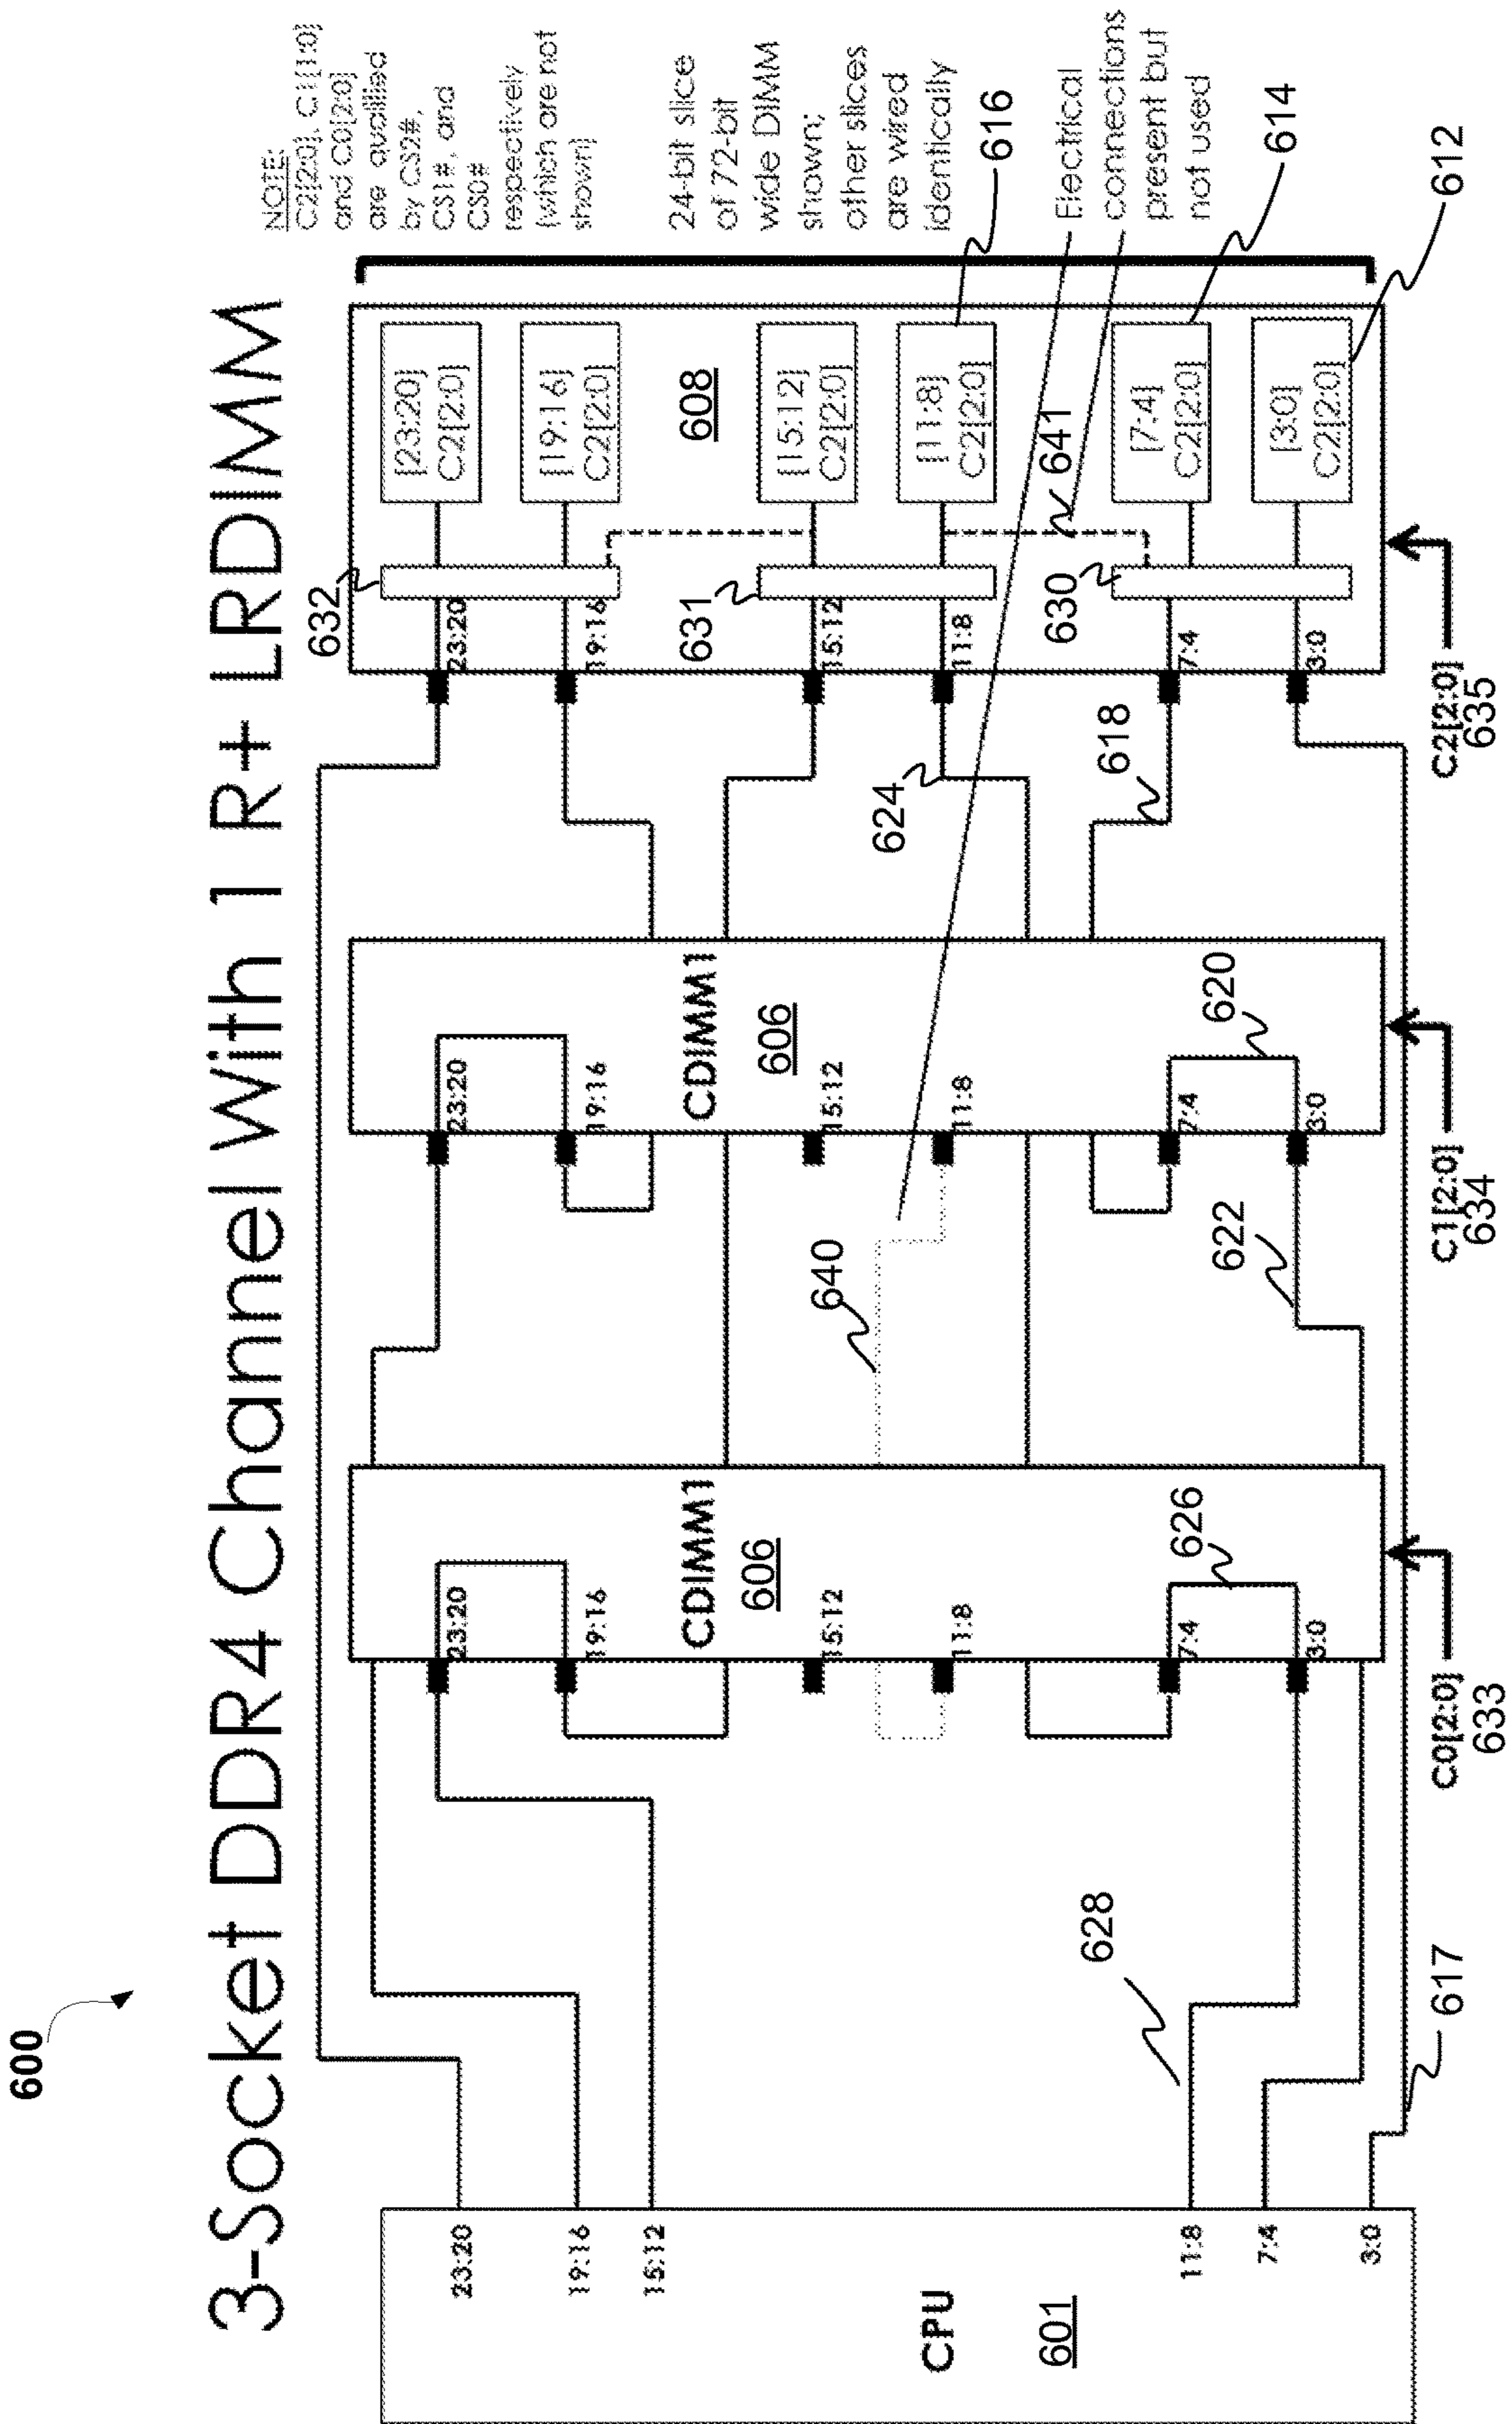 600
3-Socket DDR4 Channel With 1 R+ LRDIMM
NOTE:
C2[2:0], C1[1:0]
and C0[2:0]
are qualified
by CS2#,
CS1#, and
CS0#
respectively
(which are not
shown)
24-bit slice
of 72-bit
wide DIMM
shown;
other slices
are wired
identically
Electrical
connections
present but
not used
CPU
601
23:20
19:16
15:12
11:8
7:4
3:0
628
617
CDIMM1
606
23:20
19:16
15:12
11:8
7:4
3:0
626
C0[2:0]
633
640
622
CDIMM1
606
23:20
19:16
15:12
11:8
7:4
3:0
620
C1[2:0]
634
624
618
632
631
630
23:20
19:16
15:12
11:8
7:4
3:0
608
641
[23:20]
C2[2:0]
[19:16]
C2[2:0]
[15:12]
C2[2:0]
[11:8]
C2[2:0]
[7:4]
C2[2:0]
[3:0]
C2[2:0]
616
614
612
C2[2:0]
635